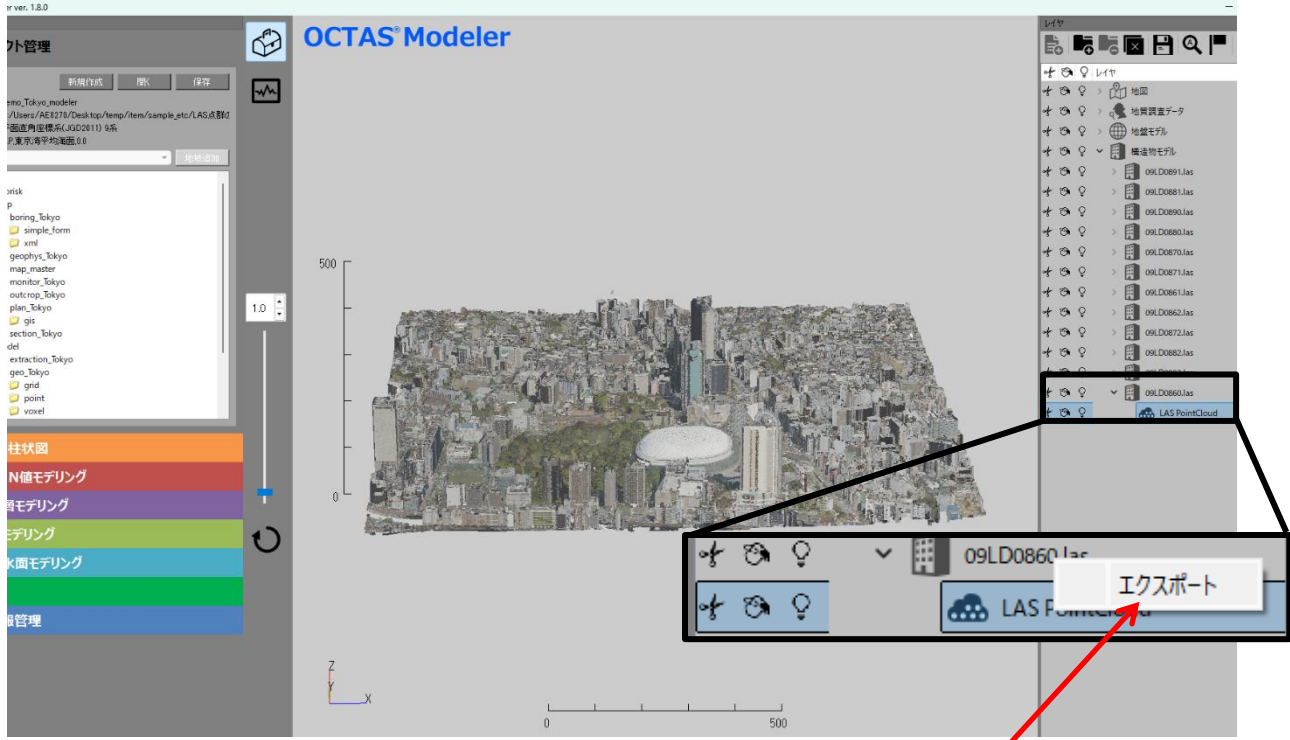 er ver. 1.8.0
OCTAS® Modeler
クト管理
新規作成 開く 保存
emo_Tokyo_modeler
:/Users/AE8270/Desktop/temp/item/sample_etc/LAS点群
平面直角座標系(JGD2011) 9系
.P.東京湾平均海面,0.0
地域追加
orisk
p
boring_Tokyo
simple_form
xml
geophys_Tokyo
map_master
monitor_Tokyo
outcrop_Tokyo
plan_Tokyo
gis
section_Tokyo
odel
extraction_Tokyo
geo_Tokyo
grid
point
voxel
柱状図
N値モデリング
層モデリング
モデリング
水面モデリング
報管理
1.0
500
0
Z
Y
X
0
500
レイヤ
レイヤ
地図
地質調査データ
地盤モデル
構造物モデル
09LD0891.las
09LD0881.las
09LD0890.las
09LD0880.las
09LD0870.las
09LD0871.las
09LD0861.las
09LD0862.las
09LD0872.las
09LD0882.las
09LD0860.las
LAS PointCloud
09LD0860.las
エクスポート
LAS PointCloud